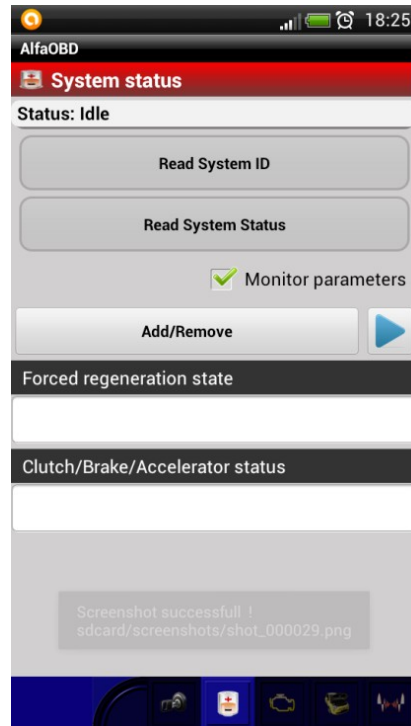 18:25
AlfaOBD
System status
Status: Idle
Read System ID
Read System Status
Monitor parameters
Add/Remove
Forced regeneration state
Clutch/Brake/Accelerator status
Screenshot successfull !
sdcard/screenshots/shot_000029.png